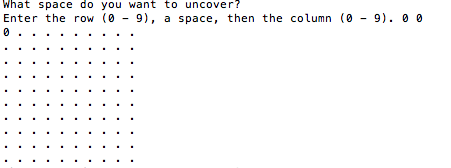 What space do you want to uncover?
Enter the row (0 - 9), a space, then the column (0 - 9). 0 0
0 . . . . . . . . .
. . . . . . . . . .
. . . . . . . . . .
. . . . . . . . . .
. . . . . . . . . .
. . . . . . . . . .
. . . . . . . . . .
. . . . . . . . . .
. . . . . . . . . .
. . . . . . . . . .